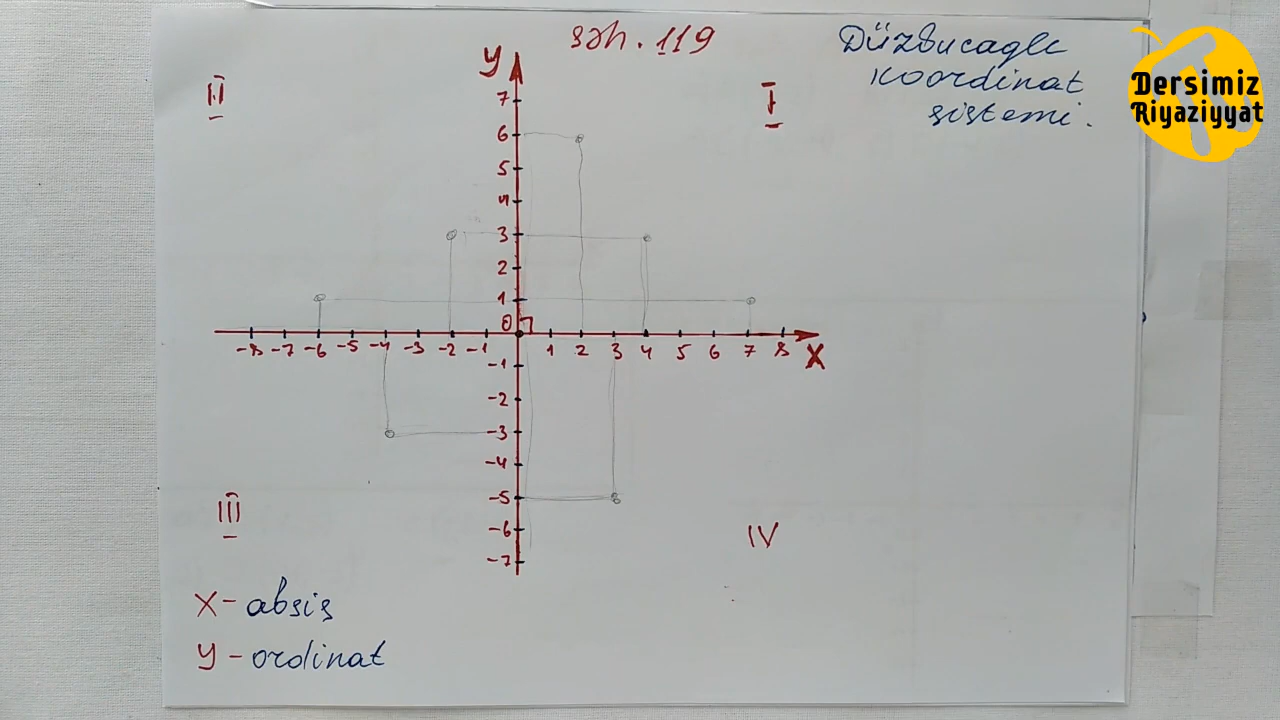 səh. 119
Düzbucaqlı
koordinat
sistemi.
Dersimiz
Riyaziyyat
II
I
y
7
6
5
4
3
2
1
0
-8 -7 -6 -5 -4 -3 -2 -1 1 2 3 4 5 6 7 8
x
-1
-2
-3
-4
-5
-6
-7
III
IV
x - absis
y - ordinat